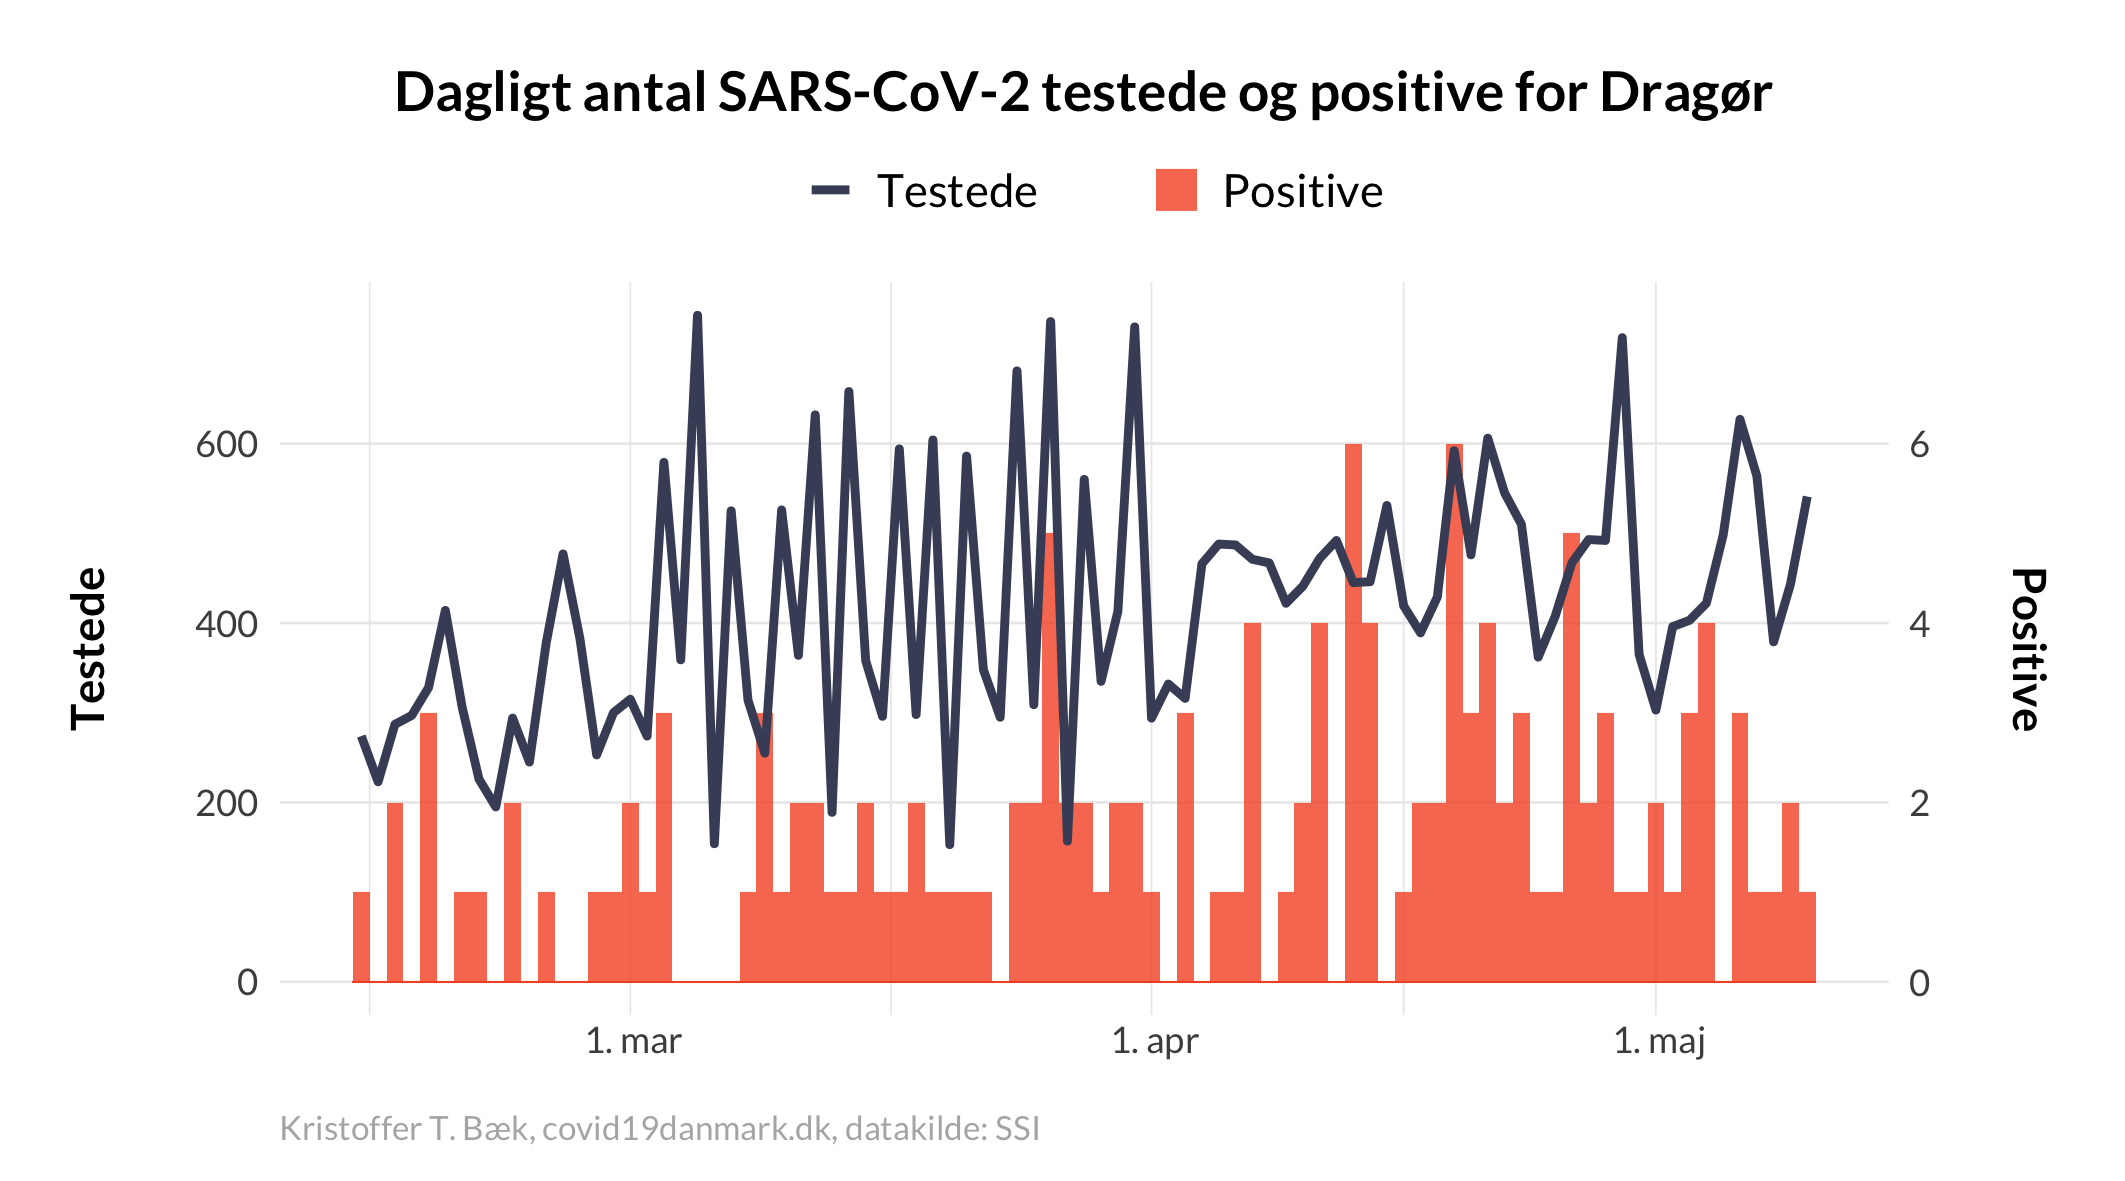 Dagligt antal SARS-CoV-2 testede og positive for Dragør
Testede Positive
600 6
400 4
200 2
0 0
Testede
Positive
1. mar 1. apr 1. maj
Kristoffer T. Bæk, covid19danmark.dk, datakilde: SSI